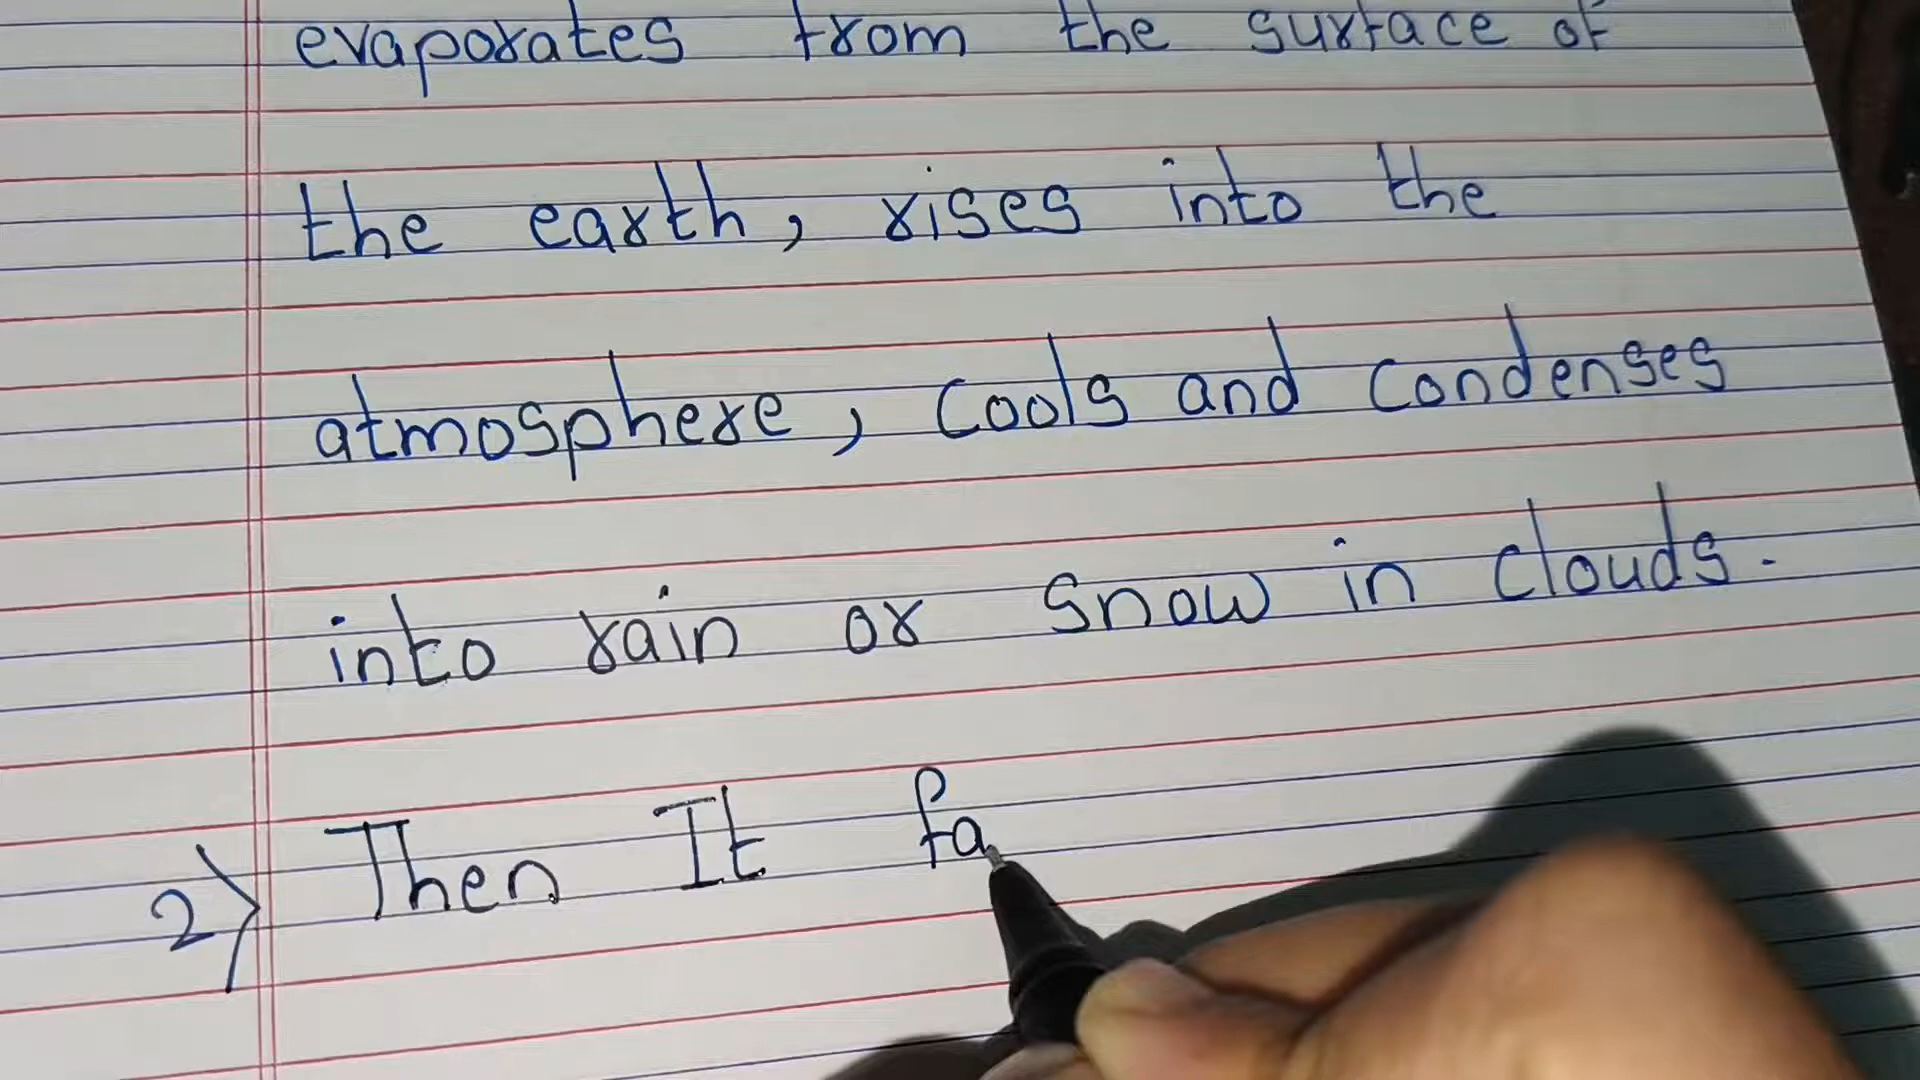 evaporates from the surface of
the earth, rises into the
atmosphere, Cools and Condenses
into rain or Snow in clouds.
2) Then It fa